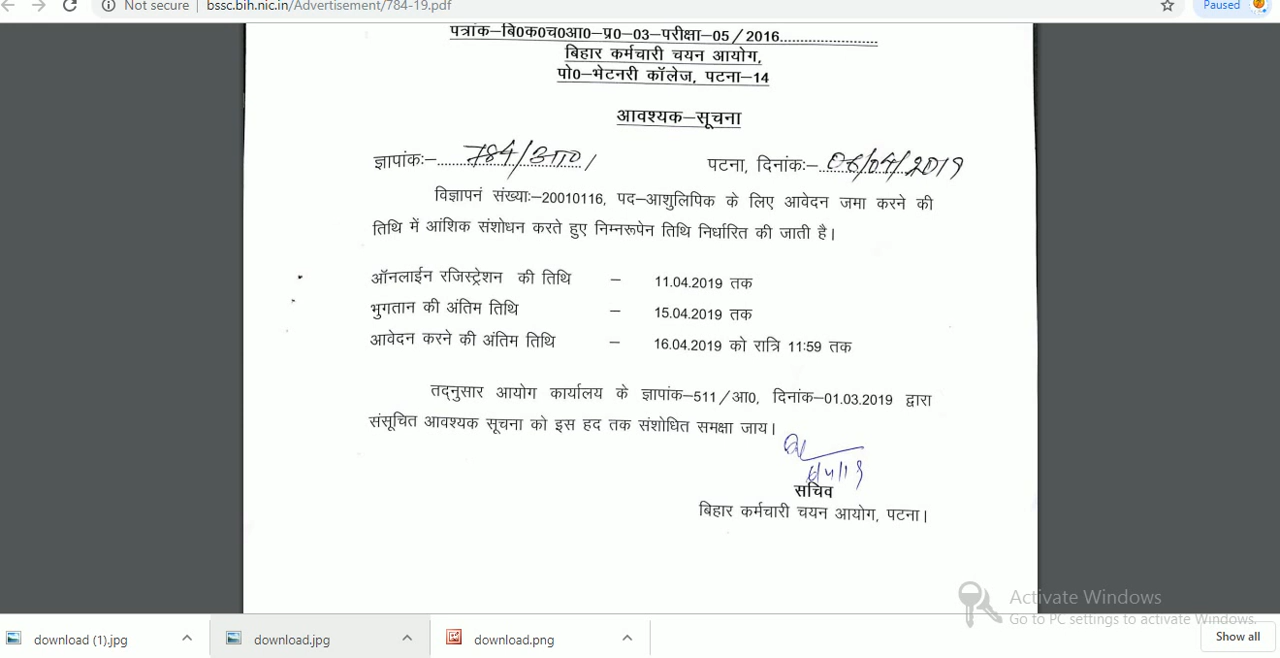 Not secure | bssc.bih.nic.in/Advertisement/784-19.pdf
Paused
पत्रांक–बि0क0च0आ0–प्र0–03–परीक्षा–05/2016.......................
बिहार कर्मचारी चयन आयोग,
पो0–भेटनरी कॉलेज, पटना–14
आवश्यक–सूचना
ज्ञापांकः–784/आ0/ पटना, दिनांकः–06/04/2019
विज्ञापनं संख्याः–20010116, पद–आशुलिपिक के लिए आवेदन जमा करने की
तिथि में आंशिक संशोधन करते हुए निम्नरूपेन तिथि निर्धारित की जाती है।
ऑनलाईन रजिस्ट्रेशन की तिथि – 11.04.2019 तक
भुगतान की अंतिम तिथि – 15.04.2019 तक
आवेदन करने की अंतिम तिथि – 16.04.2019 को रात्रि 11:59 तक
तद्नुसार आयोग कार्यालय के ज्ञापांक–511/आ0, दिनांक–01.03.2019 द्वारा
संसूचित आवश्यक सूचना को इस हद तक संशोधित समक्षा जाय।
6/4/19
सचिव
बिहार कर्मचारी चयन आयोग, पटना।
Activate Windows
Go to PC settings to activate Windows.
download (1).jpg download.jpg download.png Show all